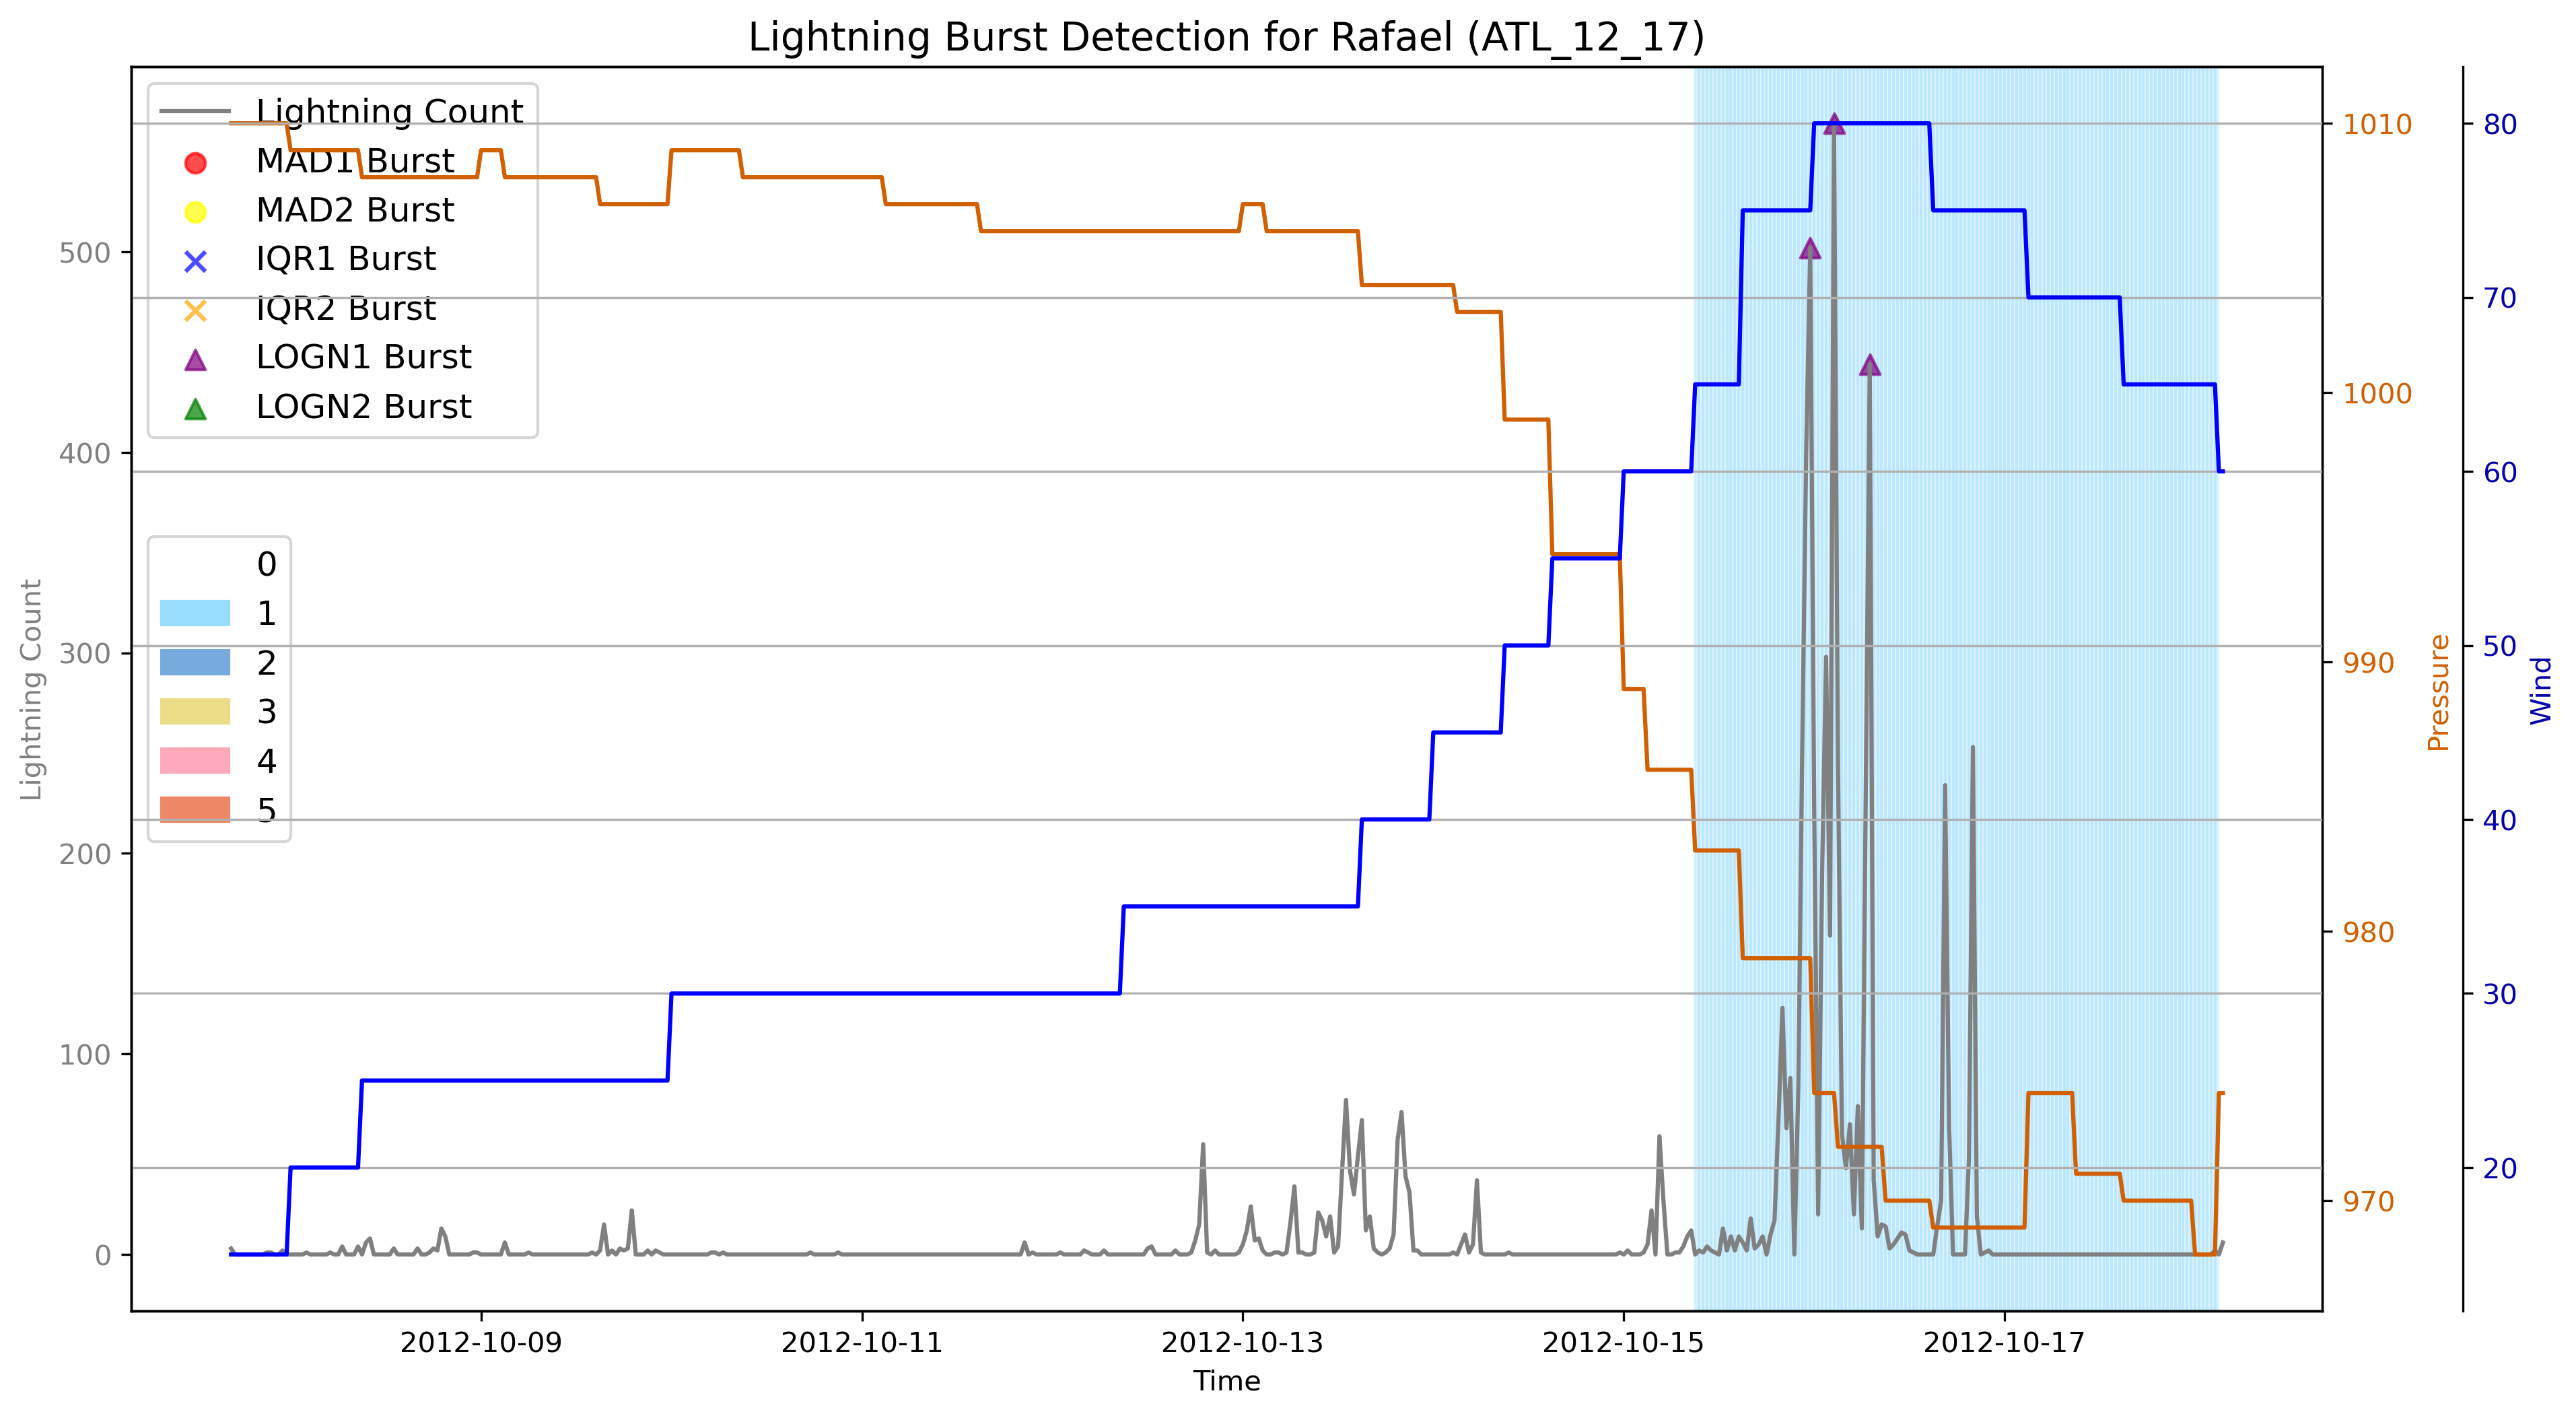 Lightning Burst Detection for Rafael (ATL_12_17)
Lightning Count
MAD1 Burst
MAD2 Burst
IQR1 Burst
IQR2 Burst
LOGN1 Burst
LOGN2 Burst
0
1
2
3
4
5
Lightning Count
500
400
300
200
100
0
1010
1000
990
980
970
Pressure
80
70
60
50
40
30
20
Wind
2012-10-09
2012-10-11
2012-10-13
2012-10-15
2012-10-17
Time